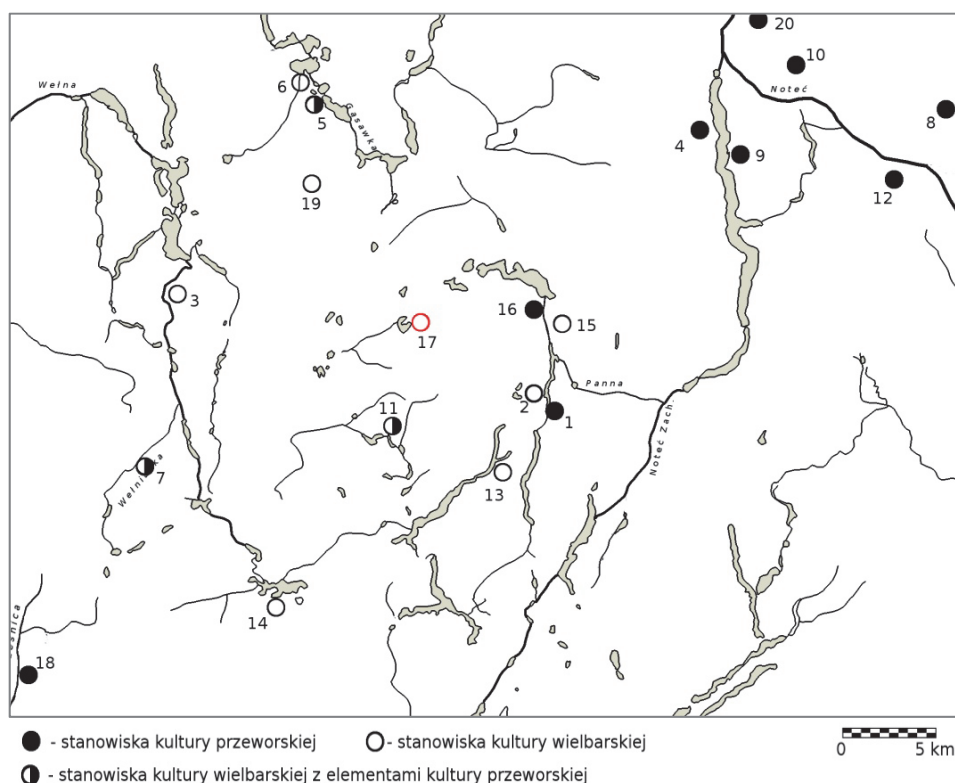 20
10
Wełna
6
Noteć
8
5
Gąsawka
4
9
12
19
3
16
15
17
Panna
11
2
1
Noteć Zach.
7
Wełnianka
13
14
18
- stanowiska kultury przeworskiej
- stanowiska kultury wielbarskiej
0 5 km
- stanowiska kultury wielbarskiej z elementami kultury przeworskiej